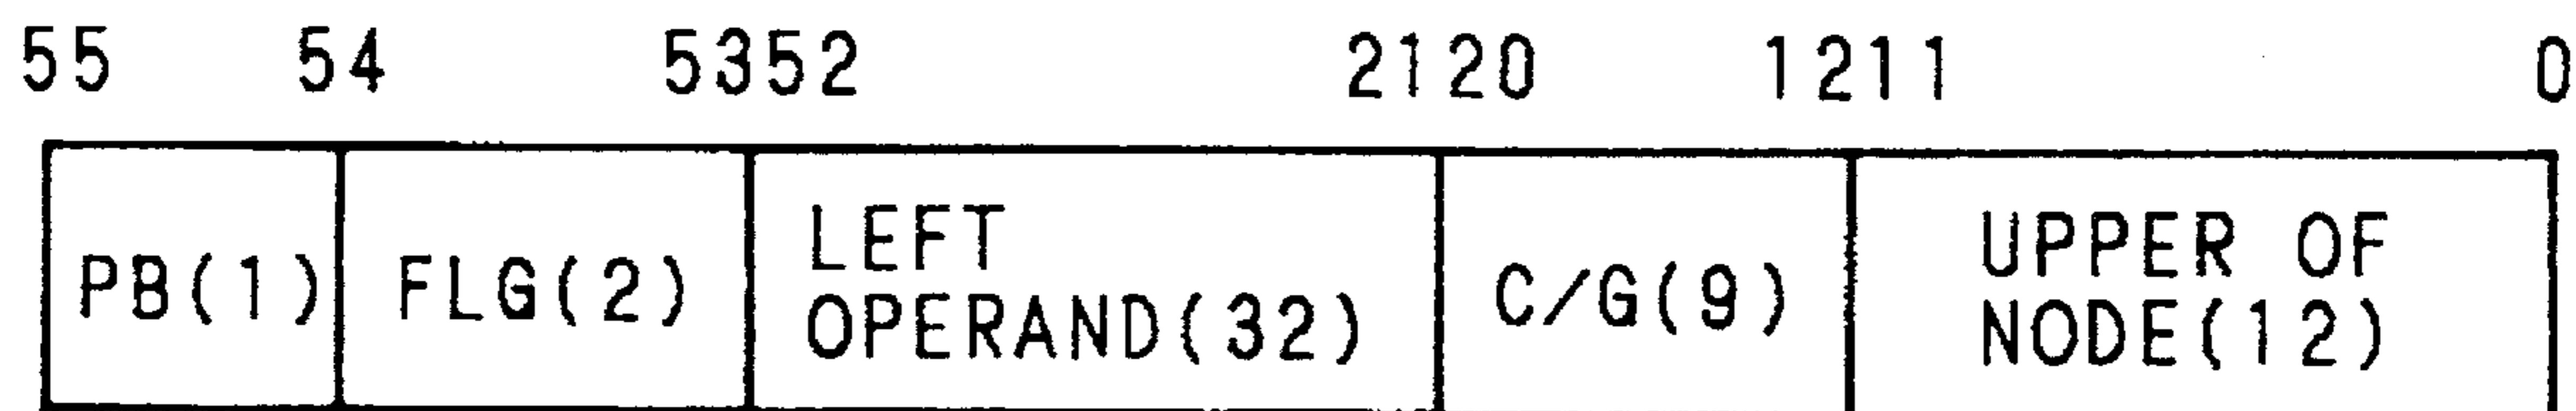 55 54 5352 2120 1211 0
PB(1) FLG(2) LEFT OPERAND(32) C/G(9) UPPER OF NODE(12)